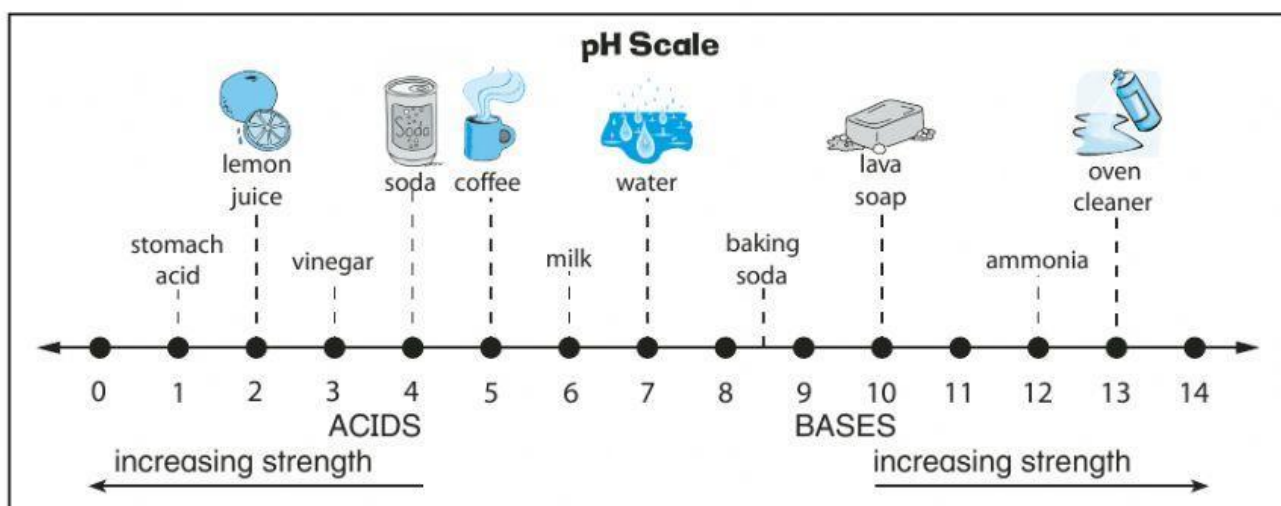 pH Scale
Soda
lemon
juice
soda
coffee
water
lava
soap
oven
cleaner
stomach
acid
vinegar
milk
baking
soda
ammonia
0 1 2 3 4 5 6 7 8 9 10 11 12 13 14
ACIDS BASES
increasing strength increasing strength